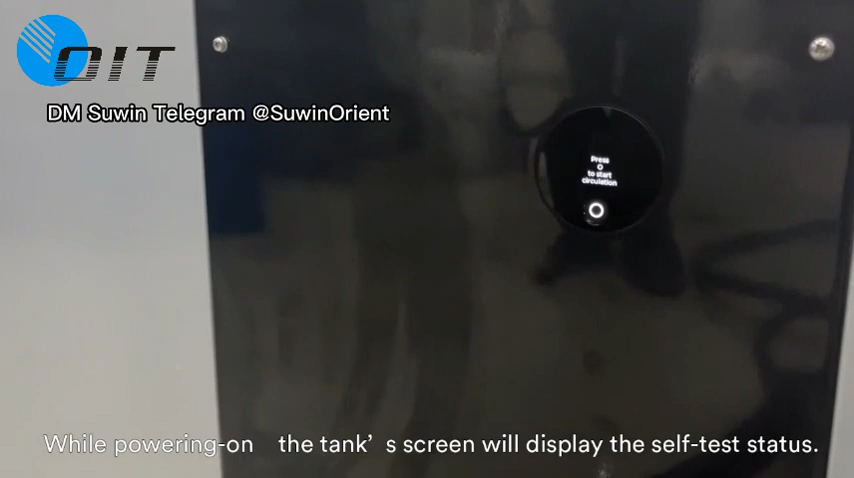 OIT
DM Suwin Telegram @SuwinOrient
Press
O
to start
circulation
While powering-on the tank's screen will display the self-test status.